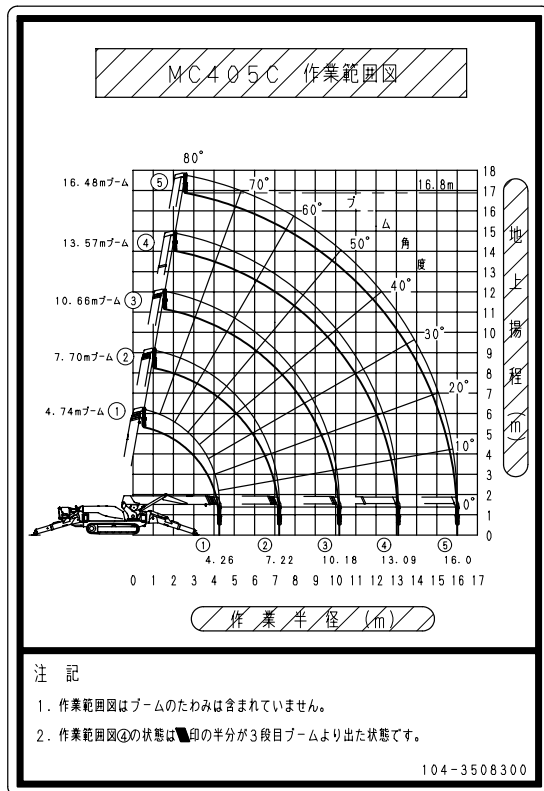 MC405C 作業範囲図
80°
16.48mブーム ⑤ 70° 16.8m 18
17
60° ブーム角度 16
13.57mブーム ④ 50° 15
14
40° 13
10.66mブーム ③ 12
11
30° 10
7.70mブーム ② 9
8
20° 7
4.74mブーム ① 6
5
10° 4
3
2
0° 1
0
地上揚程(m)
① ② ③ ④ ⑤
4.26 7.22 10.18 13.09 16.0
0 1 2 3 4 5 6 7 8 9 10 11 12 13 14 15 16 17
作業半径(m)
注 記
1. 作業範囲図はブームのたわみは含まれていません。
2. 作業範囲図④の状態は印の半分が3段目ブームより出た状態です。
104-3508300